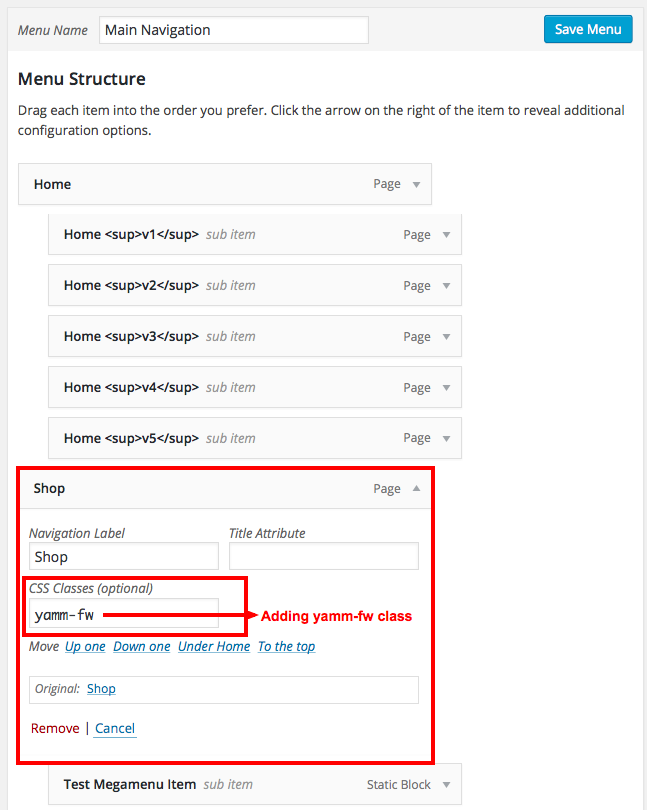 Menu Name Main Navigation Save Menu
Menu Structure
Drag each item into the order you prefer. Click the arrow on the right of the item to reveal additional
configuration options.
Home Page
Home <sup>v1</sup> sub item Page
Home <sup>v2</sup> sub item Page
Home <sup>v3</sup> sub item Page
Home <sup>v4</sup> sub item Page
Home <sup>v5</sup> sub item Page
Shop Page
Navigation Label Title Attribute
Shop
CSS Classes (optional)
yamm-fw Adding yamm-fw class
Move Up one Down one Under Home To the top
Original: Shop
Remove | Cancel
Test Megamenu Item sub item Static Block